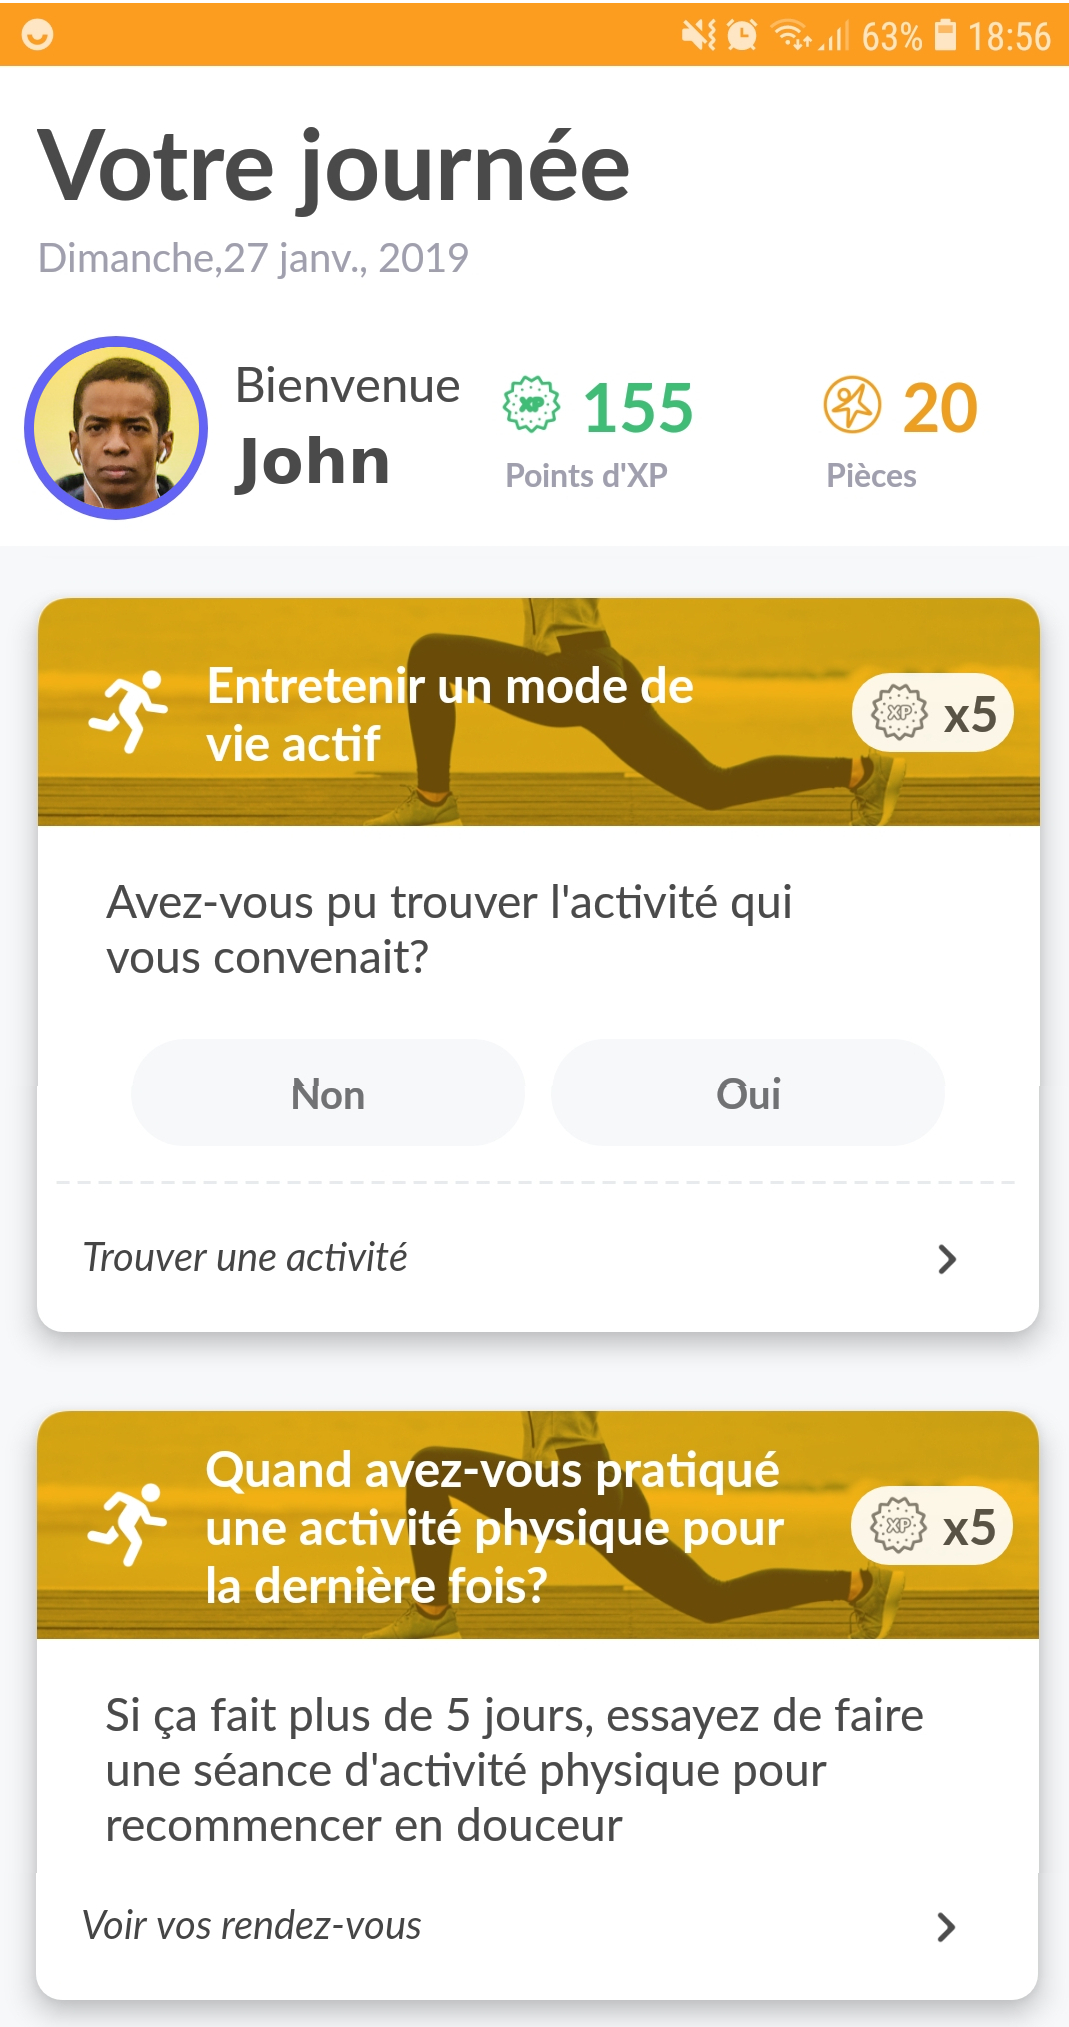 63% 18:56
Votre journée
Dimanche,27 janv., 2019
Bienvenue
John
XP 155
Points d'XP
20
Pièces
Entretenir un mode de
vie actif
XP x5
Avez-vous pu trouver l'activité qui
vous convenait?
Non Oui
Trouver une activité
Quand avez-vous pratiqué
une activité physique pour
la dernière fois?
XP x5
Si ça fait plus de 5 jours, essayez de faire
une séance d'activité physique pour
recommencer en douceur
Voir vos rendez-vous